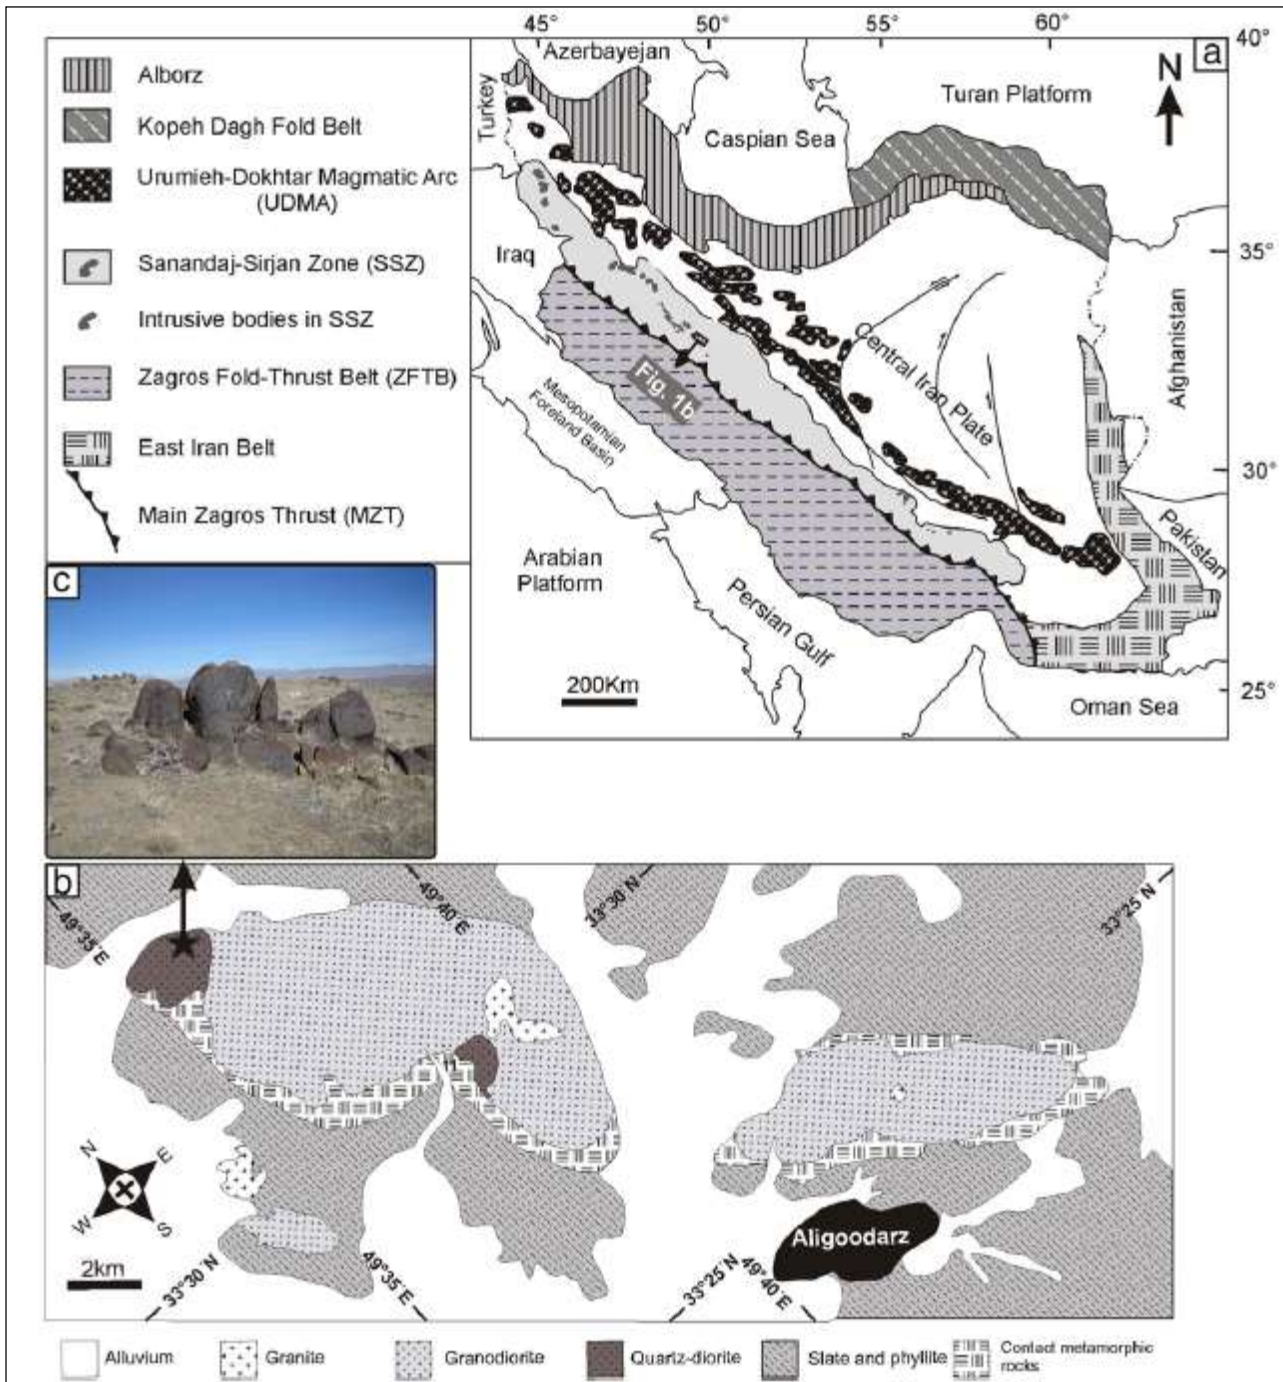 45°
50°
55°
60°
40°
35°
30°
25°
a
N
Alborz
Kopeh Dagh Fold Belt
Urumieh-Dokhtar Magmatic Arc
(UDMA)
Sanandaj-Sirjan Zone (SSZ)
Intrusive bodies in SSZ
Zagros Fold-Thrust Belt (ZFTB)
East Iran Belt
Main Zagros Thrust (MZT)
Azerbayejan
Turkey
Caspian Sea
Turan Platform
Iraq
Afghanistan
Central Iran Plate
Fig. 1b
Mesopotamian
Foreland Basin
Pakistan
Arabian
Platform
Persian Gulf
200Km
Oman Sea
c
b
49°35'E
49°40'E
33°30'N
33°25'N
N
E
W
S
2km
33°30'N
49°35'E
33°25'N
49°40'E
Aligoodarz
Alluvium
Granite
Granodiorite
Quartz-diorite
Slate and phyllite
Contact metamorphic
rocks